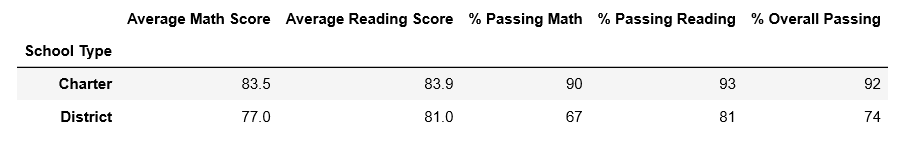 Average Math Score Average Reading Score % Passing Math % Passing Reading % Overall Passing
School Type
Charter 83.5 83.9 90 93 92
District 77.0 81.0 67 81 74